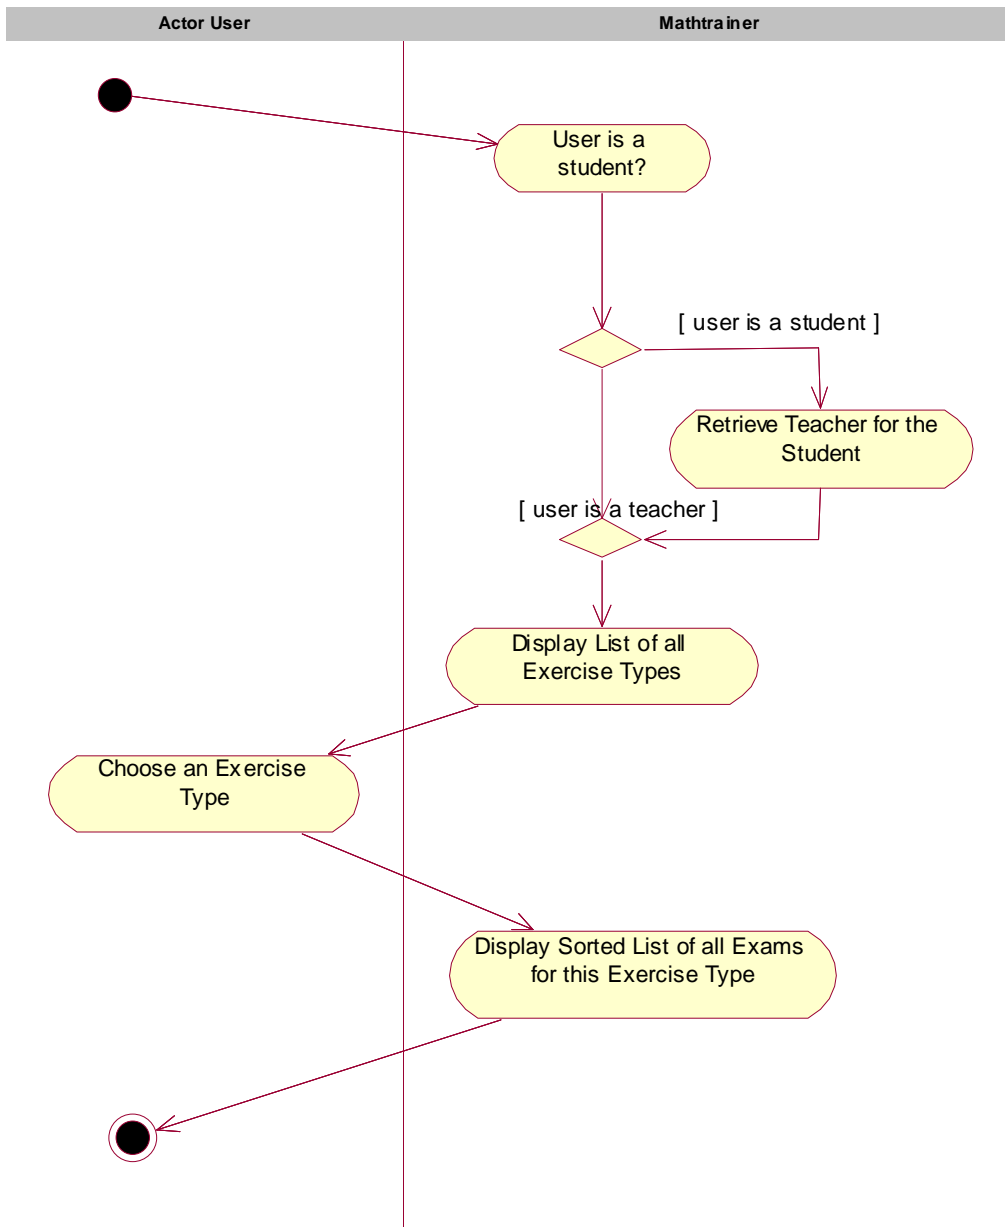 Actor User
Mathtrainer
User is a
student?
[ user is a student ]
Retrieve Teacher for the
Student
[ user is a teacher ]
Display List of all
Exercise Types
Choose an Exercise
Type
Display Sorted List of all Exams
for this Exercise Type